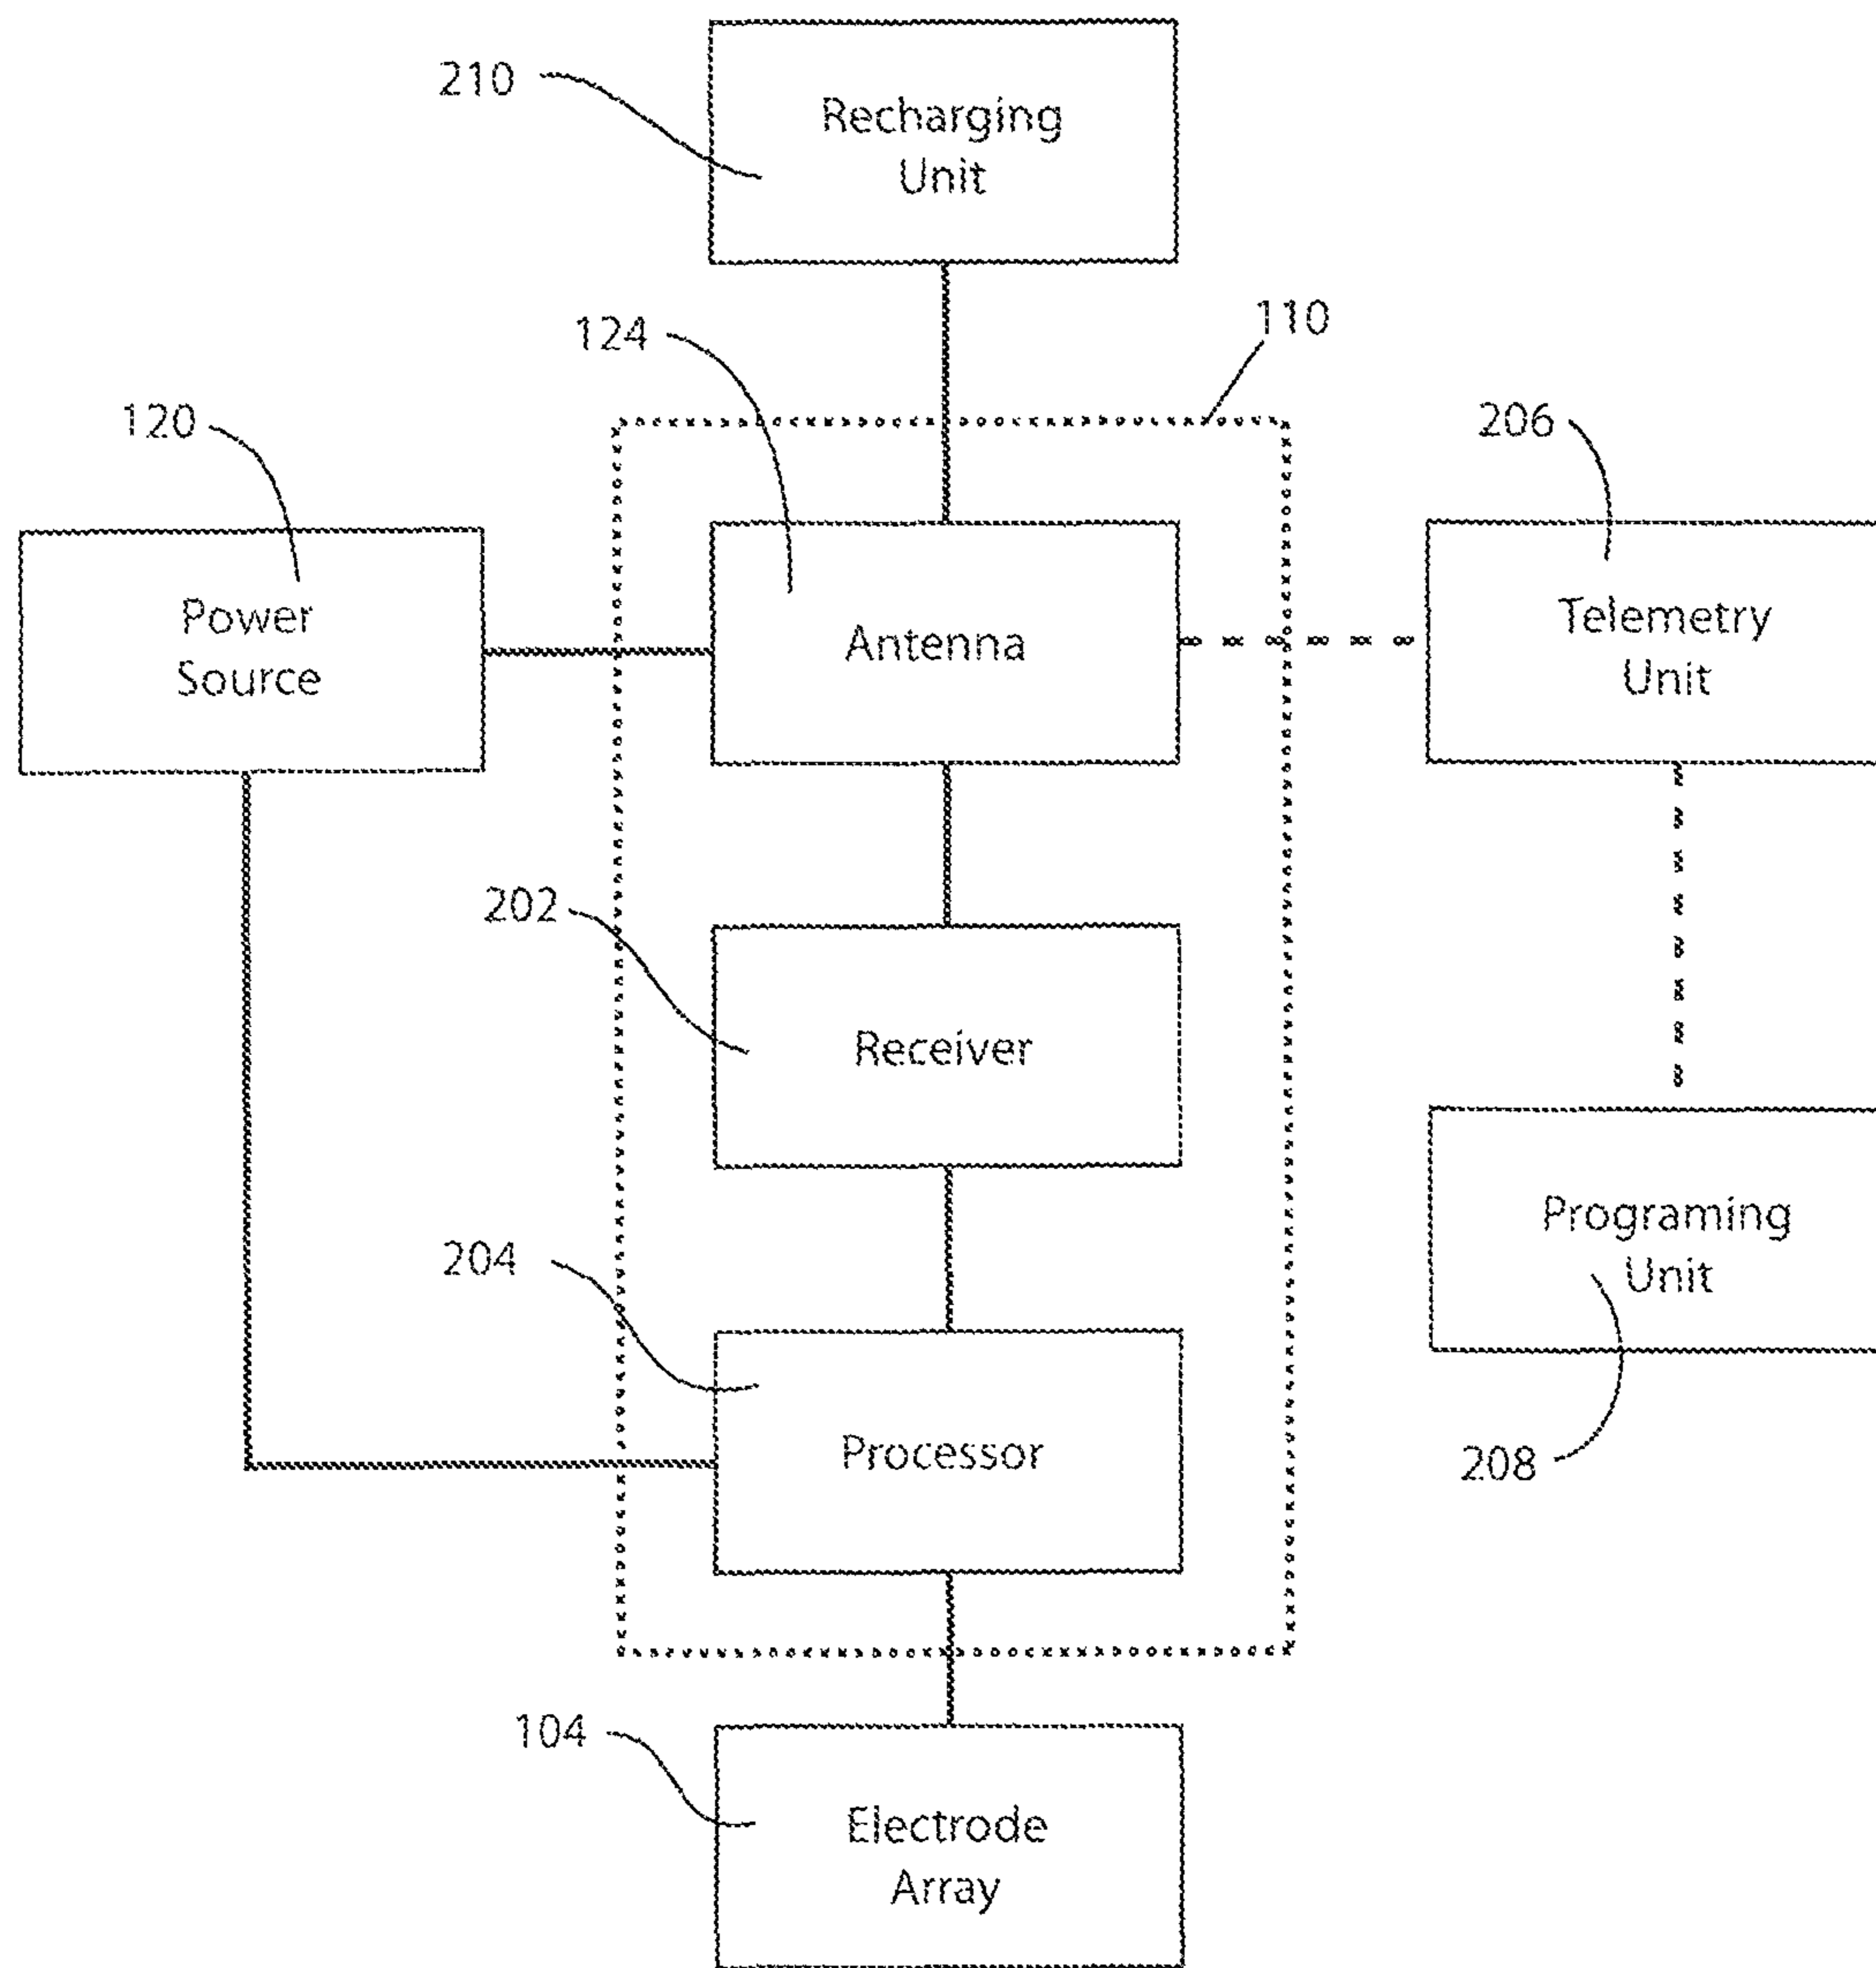 210
Recharging
Unit
124
110
120
206
Power
Source
Antenna
Telemetry
Unit
202
Receiver
204
Processor
Programing
Unit
208
104
Electrode
Array